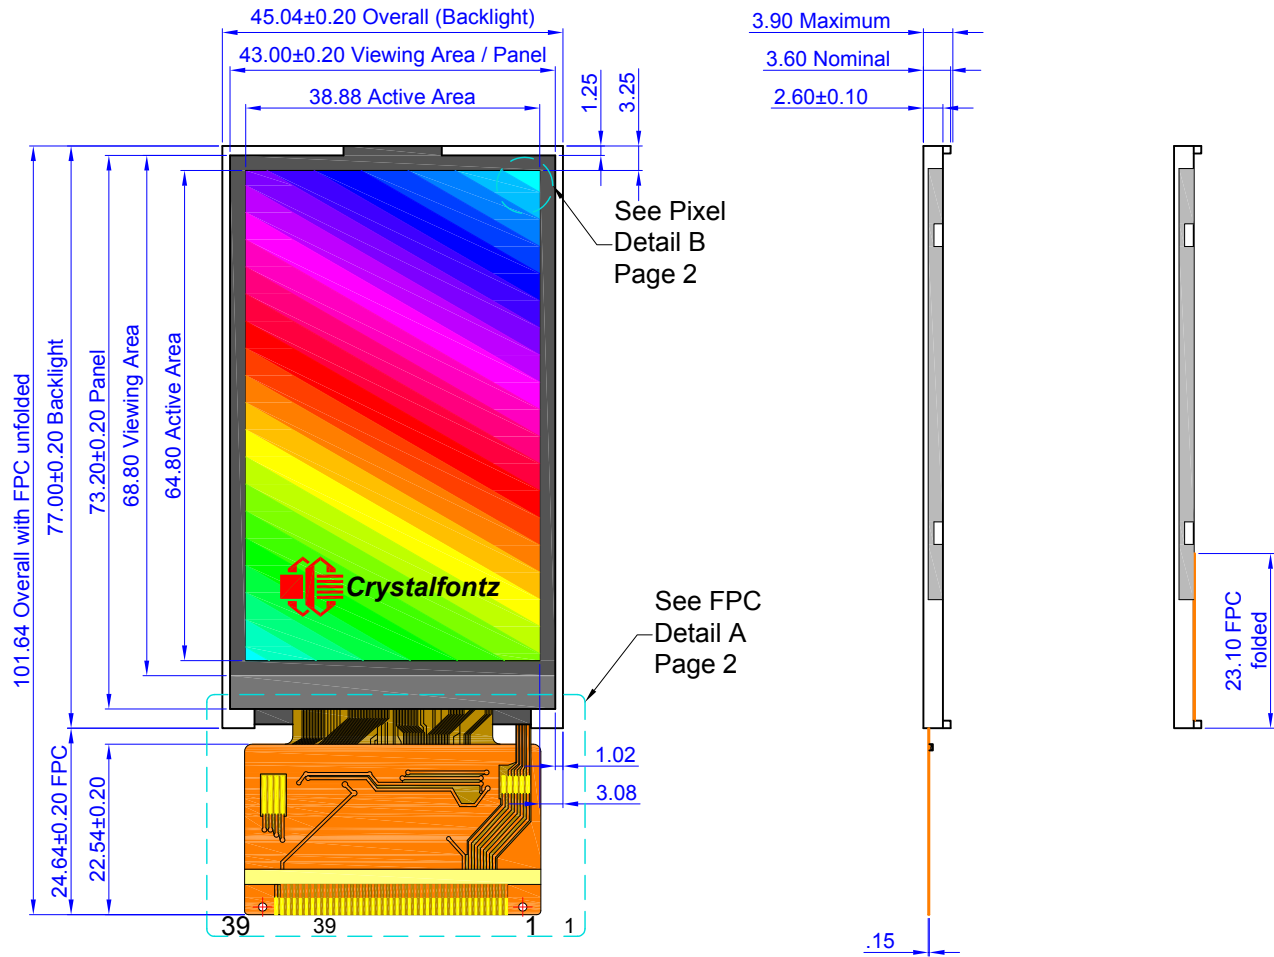 45.04±0.20 Overall (Backlight)
43.00±0.20 Viewing Area / Panel
38.88 Active Area
1.25
3.25
3.90 Maximum
3.60 Nominal
2.60±0.10
See Pixel
Detail B
Page 2
101.64 Overall with FPC unfolded
77.00±0.20 Backlight
73.20±0.20 Panel
68.80 Viewing Area
64.80 Active Area
Crystalfontz
See FPC
Detail A
Page 2
23.10 FPC
folded
24.64±0.20 FPC
22.54±0.20
1.02
3.08
39
39
1
1
.15